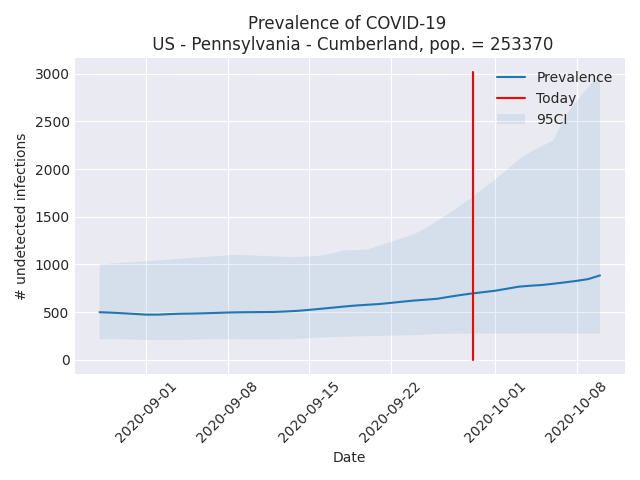 Prevalence of COVID-19
US - Pennsylvania - Cumberland, pop. = 253370
3000
2500
2000
1500
1000
500
0
# undetected infections
Prevalence
Today
95CI
2020-09-01
2020-09-08
2020-09-15
2020-09-22
2020-10-01
2020-10-08
Date